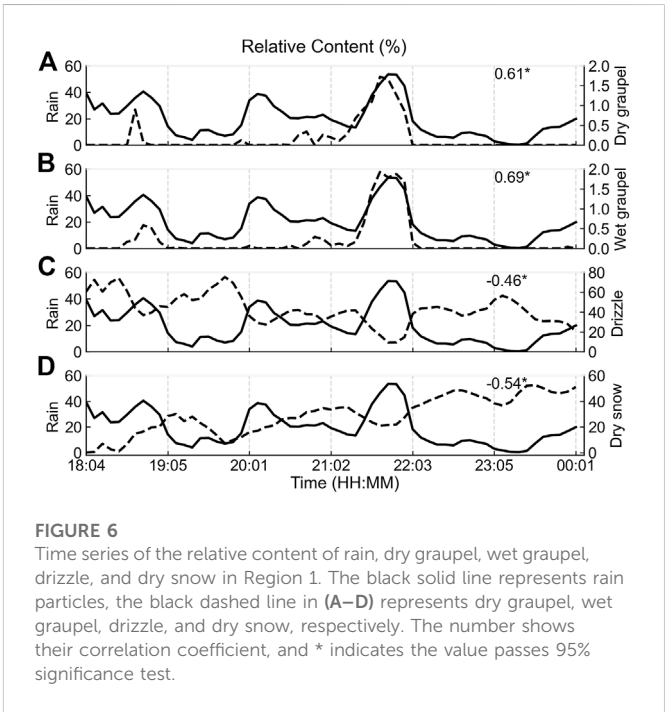 Relative Content (%)
A
60
40
20
0
Rain
0.61*
2.0
1.5
1.0
0.5
0.0
Dry graupel
B
60
40
20
0
Rain
0.69*
2.0
1.5
1.0
0.5
0.0
Wet graupel
C
60
40
20
0
Rain
-0.46*
80
60
40
20
0
Drizzle
D
60
40
20
0
Rain
-0.54*
60
40
20
0
Dry snow
18:04 19:05 20:01 21:02 22:03 23:05 00:01
Time (HH:MM)
FIGURE 6
Time series of the relative content of rain, dry graupel, wet graupel,
drizzle, and dry snow in Region 1. The black solid line represents rain
particles, the black dashed line in (A–D) represents dry graupel, wet
graupel, drizzle, and dry snow, respectively. The number shows
their correlation coefficient, and * indicates the value passes 95%
significance test.